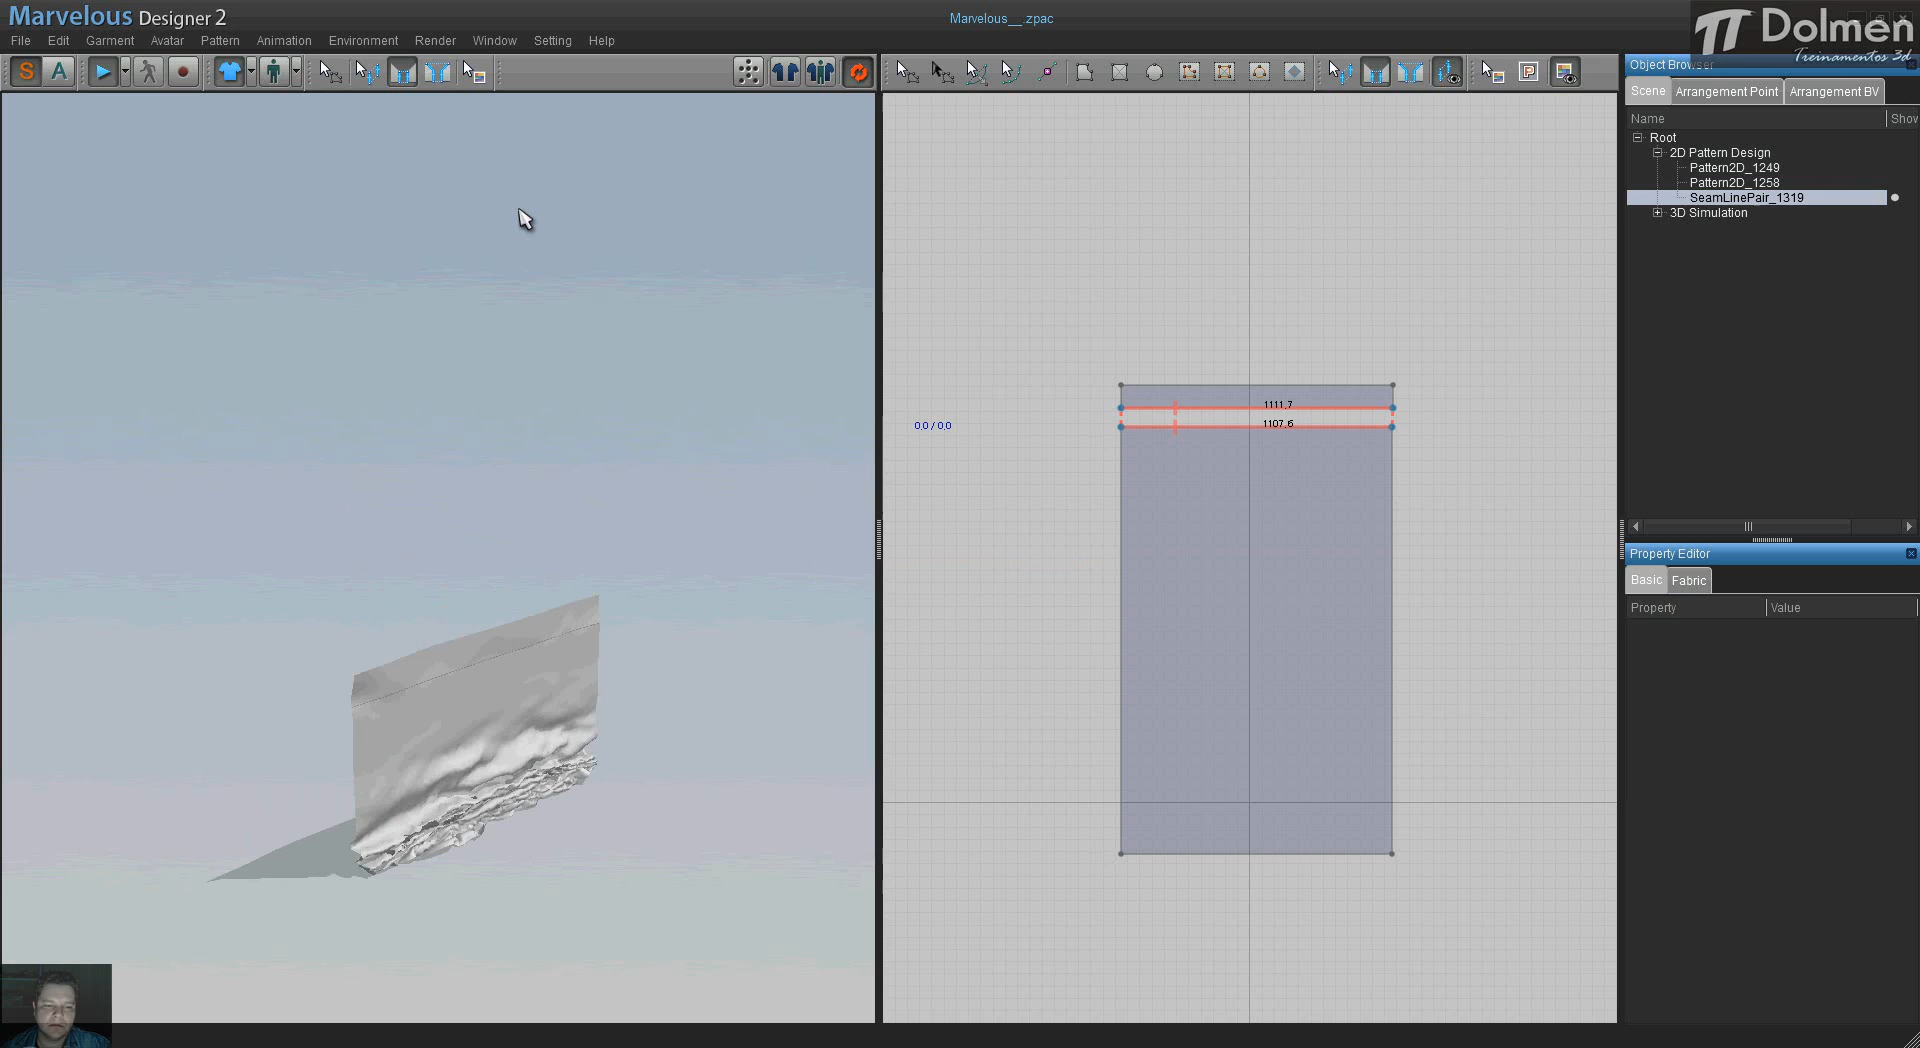 Marvelous Designer 2
Marvelous__.zpac
Dolmen
Treinamentos 3d
File Edit Garment Avatar Pattern Animation Environment Render Window Setting Help
S A
P
Object Browser
Scene Arrangement Point Arrangement BV
Name Show
Root
2D Pattern Design
Pattern2D_1249
Pattern2D_1258
SeamLinePair_1319
3D Simulation
1111,7
1107,6
0,0 / 0,0
Property Editor
Basic Fabric
Property Value